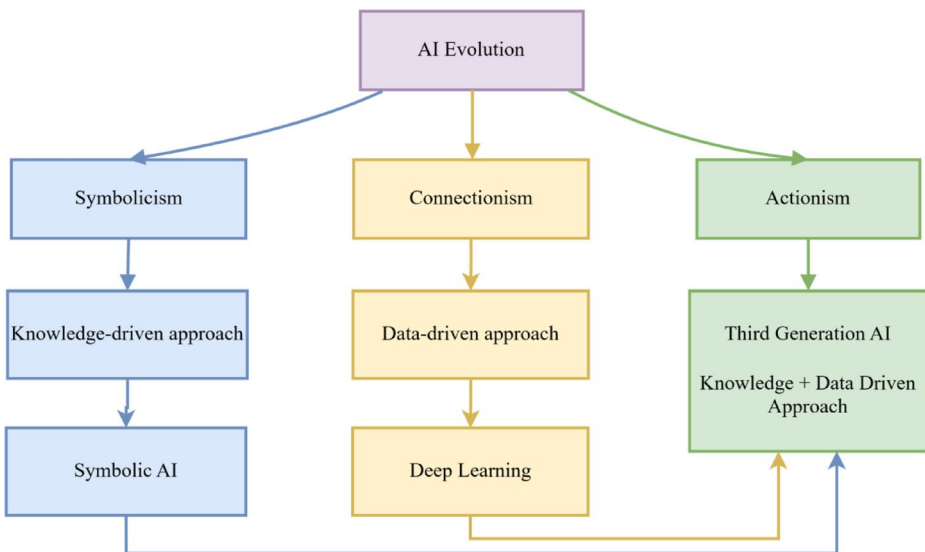 AI Evolution
Symbolicism
Connectionism
Actionism
Knowledge-driven approach
Data-driven approach
Third Generation AI
Knowledge + Data Driven
Approach
Symbolic AI
Deep Learning